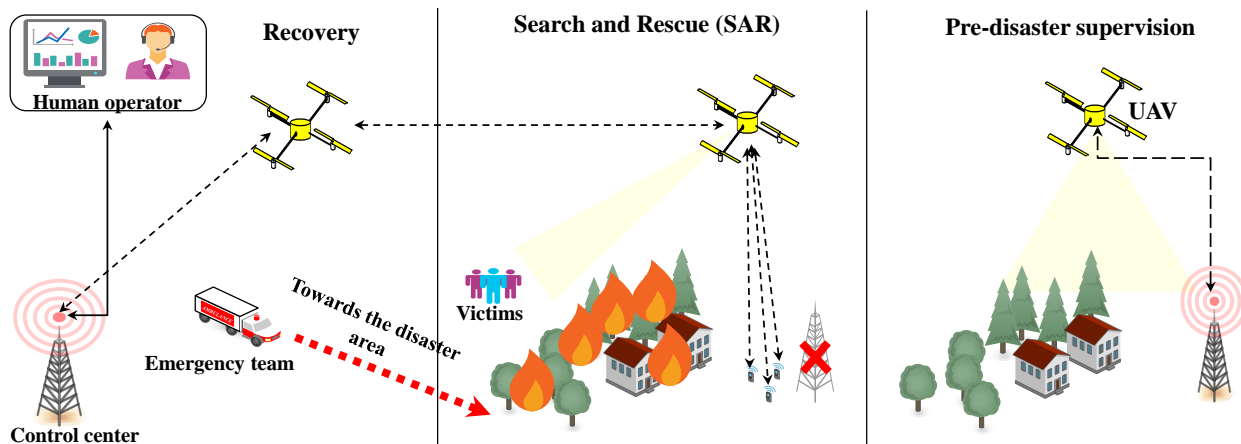 Recovery
Human operator
Towards the disaster
area
AMBULANCE
Emergency team
Control center
Search and Rescue (SAR)
Victims
Pre-disaster supervision
UAV